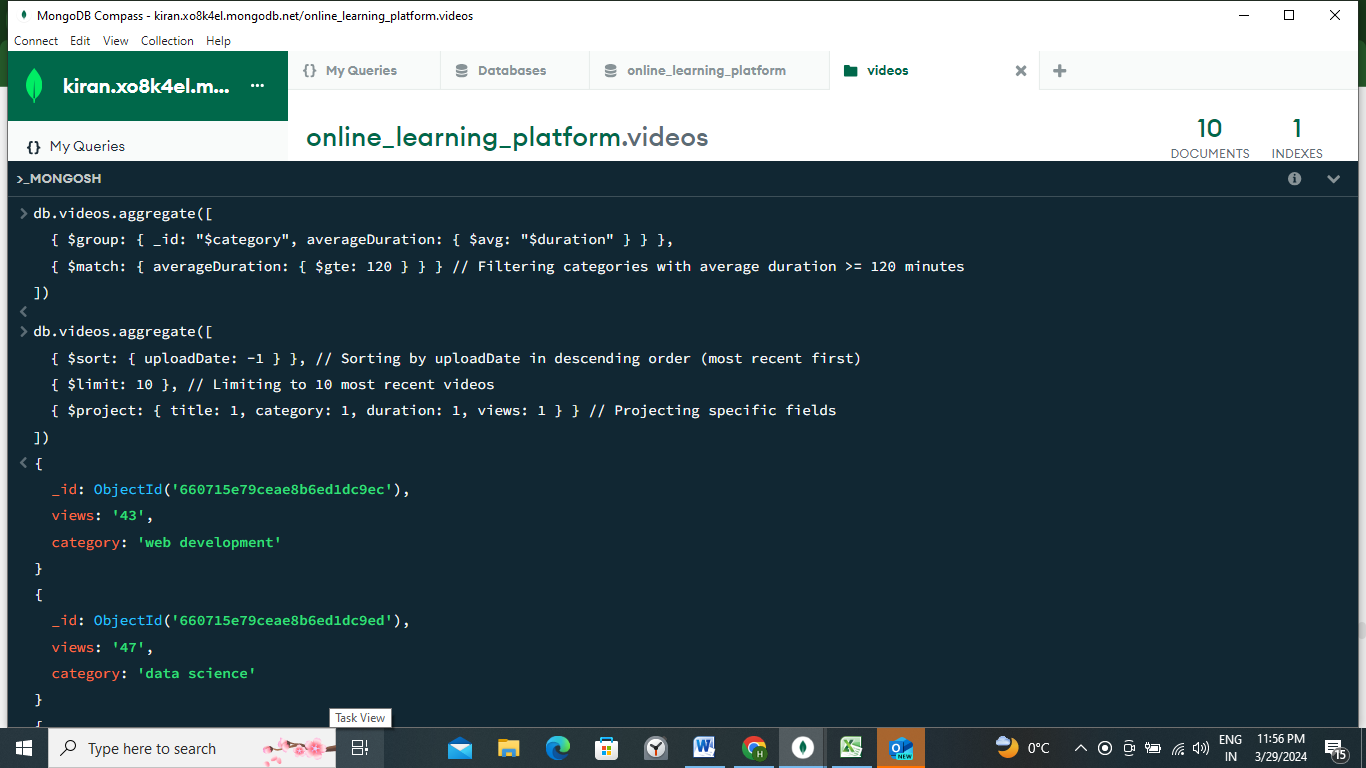 MongoDB Compass - kiran.xo8k4el.mongodb.net/online_learning_platform.videos
Connect Edit View Collection Help
kiran.xo8k4el.m... ...
{} My Queries
Databases
online_learning_platform
videos
{} My Queries
online_learning_platform.videos
10
DOCUMENTS
1
INDEXES
>_MONGOSH
> db.videos.aggregate([
{ $group: { _id: "$category", averageDuration: { $avg: "$duration" } } },
{ $match: { averageDuration: { $gte: 120 } } } // Filtering categories with average duration >= 120 minutes
])
<
> db.videos.aggregate([
{ $sort: { uploadDate: -1 } }, // Sorting by uploadDate in descending order (most recent first)
{ $limit: 10 }, // Limiting to 10 most recent videos
{ $project: { title: 1, category: 1, duration: 1, views: 1 } } // Projecting specific fields
])
< {
_id: ObjectId('660715e79ceae8b6ed1dc9ec'),
views: '43',
category: 'web development'
}
{
_id: ObjectId('660715e79ceae8b6ed1dc9ed'),
views: '47',
category: 'data science'
}
{
Task View
Type here to search
NEW
0°C
ENG
IN
11:56 PM
3/29/2024
15